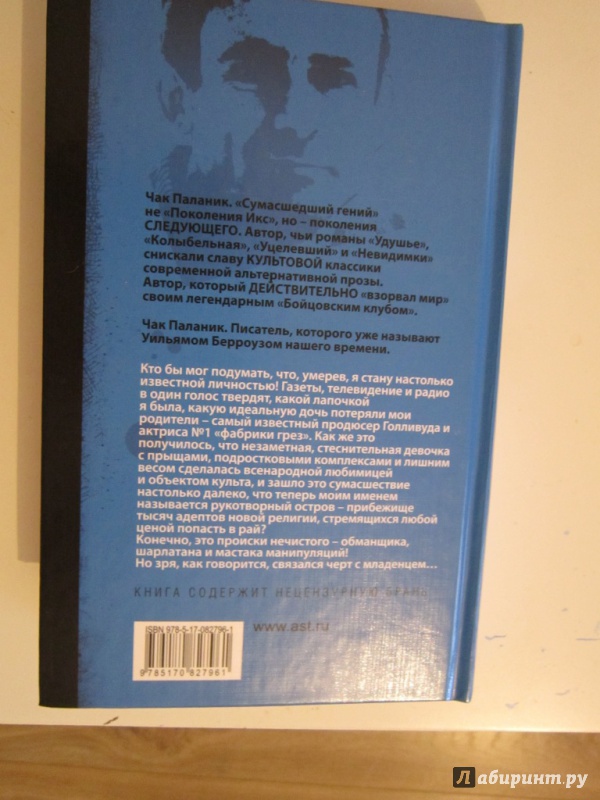 Чак Паланик. «Сумасшедший гений»
не «Поколения Икс», но – поколения
СЛЕДУЮЩЕГО. Автор, чьи романы "Удушье»,
«Колыбельная», «Уцелевший» и «Невидимки»
снискали славу КУЛЬТОВОЙ классики
современной альтернативной прозы.
Автор, который ДЕЙСТВИТЕЛЬНО «взорвал мир»
своим легендарным «Бойцовским клубом».
Чак Паланик. Писатель, которого уже называют
Уильямом Берроузом нашего времени.
Кто бы мог подумать, что, умерев, я стану настолько
известной личностью! Газеты, телевидение и радио
в один голос твердят, какой лапочкой
я была, какую идеальную дочь потеряли мои
родители – самый известный продюсер Голливуда и
актриса №1 «фабрики грез». Как же это
получилось, что незаметная, стеснительная девочка
с прыщами, подростковыми комплексами и лишним
весом сделалась всенародной любимицей
и объектом культа, и зашло это сумасшествие
настолько далеко, что теперь моим именем
называется рукотворный остров – прибежище
тысяч адептов новой религии, стремящихся любой
ценой попасть в рай?
Конечно, это происки нечистого – обманщика,
шарлатана и мастака манипуляций!
Но зря, как говорится, связался черт с младенцем…
КНИГА СОДЕРЖИТ НЕЦЕНЗУРНУЮ БРАНЬ
ISBN 978-5-17-082796-1
www.ast.ru
9785170827961
Лабиринт.ру